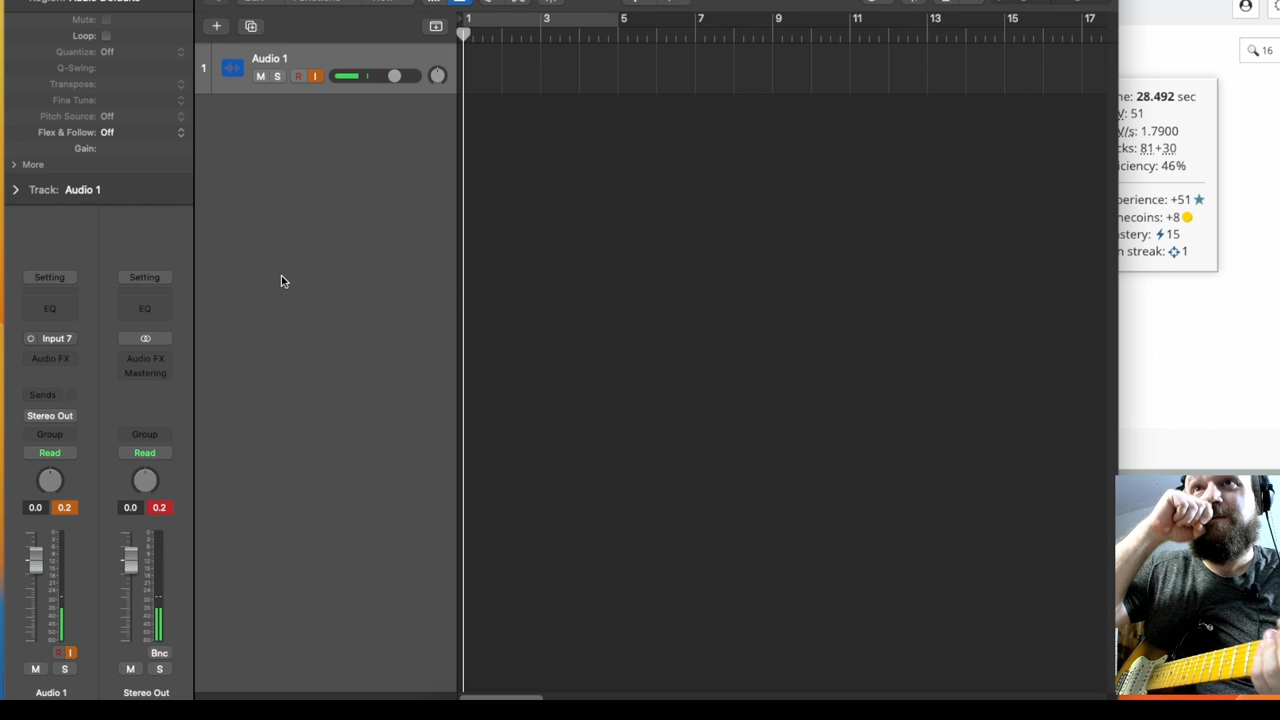 Mute:
Loop:
Quantize: Off
Q-Swing:
Transpose:
Fine Tune:
Pitch Source: Off
Flex & Follow: Off
Gain:
More
Track: Audio 1
Setting Setting
EQ EQ
Input 7
Audio FX Audio FX
Mastering
Sends
Stereo Out
Group Group
Read Read
0.0 0.2 0.0 0.2
R I Bnc
M S M S
Audio 1 Stereo Out
1 3 5 7 9 11 13 15 17
1 Audio 1
M S R I
16
ne: 28.492 sec
: 51
/s: 1.7900
cks: 81+30
iciency: 46%
perience: +51
necoins: +8
stery: 15
n streak: 1